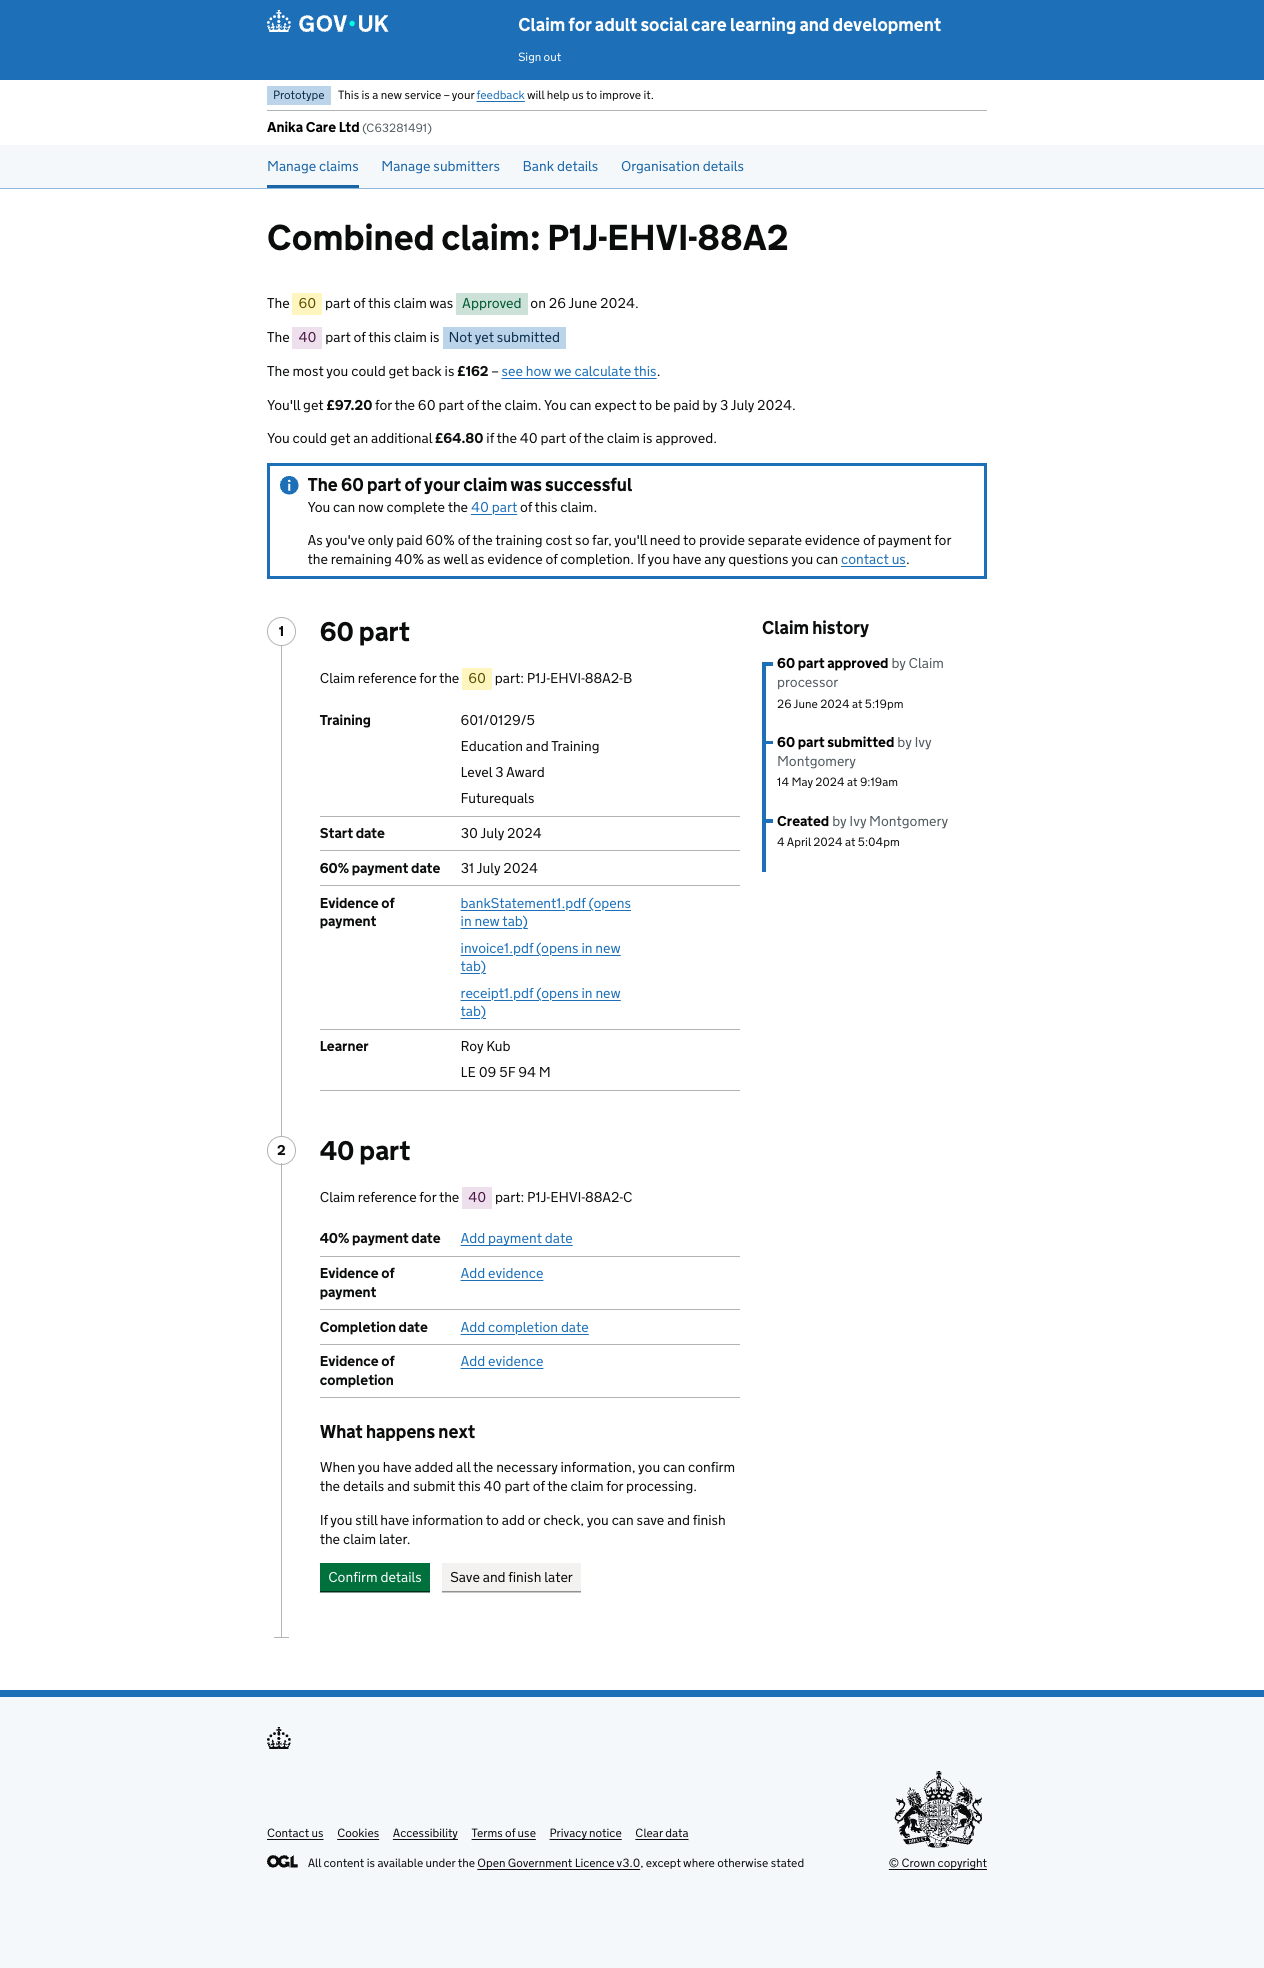 GOV·UK
Claim for adult social care learning and development
Sign out
Prototype This is a new service – your feedback will help us to improve it.
Anika Care Ltd (C63281491)
Manage claims Manage submitters Bank details Organisation details
Combined claim: P1J-EHVI-88A2
The 60 part of this claim was Approved on 26 June 2024.
The 40 part of this claim is Not yet submitted
The most you could get back is £162 – see how we calculate this.
You'll get £97.20 for the 60 part of the claim. You can expect to be paid by 3 July 2024.
You could get an additional £64.80 if the 40 part of the claim is approved.
The 60 part of your claim was successful
You can now complete the 40 part of this claim.
As you've only paid 60% of the training cost so far, you'll need to provide separate evidence of payment for
the remaining 40% as well as evidence of completion. If you have any questions you can contact us.
1
60 part
Claim reference for the 60 part: P1J-EHVI-88A2-B
Training 601/0129/5
Education and Training
Level 3 Award
Futurequals
Start date 30 July 2024
60% payment date 31 July 2024
Evidence of
payment
bankStatement1.pdf (opens
in new tab)
invoice1.pdf (opens in new
tab)
receipt1.pdf (opens in new
tab)
Learner Roy Kub
LE 09 5F 94 M
Claim history
60 part approved by Claim
processor
26 June 2024 at 5:19pm
60 part submitted by Ivy
Montgomery
14 May 2024 at 9:19am
Created by Ivy Montgomery
4 April 2024 at 5:04pm
2
40 part
Claim reference for the 40 part: P1J-EHVI-88A2-C
40% payment date Add payment date
Evidence of
payment
Add evidence
Completion date Add completion date
Evidence of
completion
Add evidence
What happens next
When you have added all the necessary information, you can confirm
the details and submit this 40 part of the claim for processing.
If you still have information to add or check, you can save and finish
the claim later.
Confirm details Save and finish later
Contact us Cookies Accessibility Terms of use Privacy notice Clear data
OGL All content is available under the Open Government Licence v3.0, except where otherwise stated
© Crown copyright